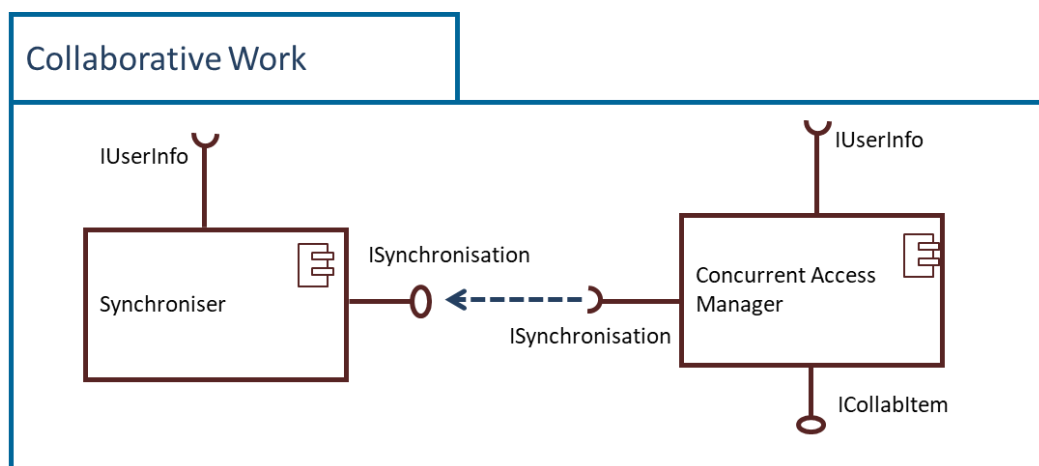 Collaborative Work
IUserInfo
IUserInfo
ISynchronisation
Synchroniser
Concurrent Access
Manager
ISynchronisation
ICollabItem